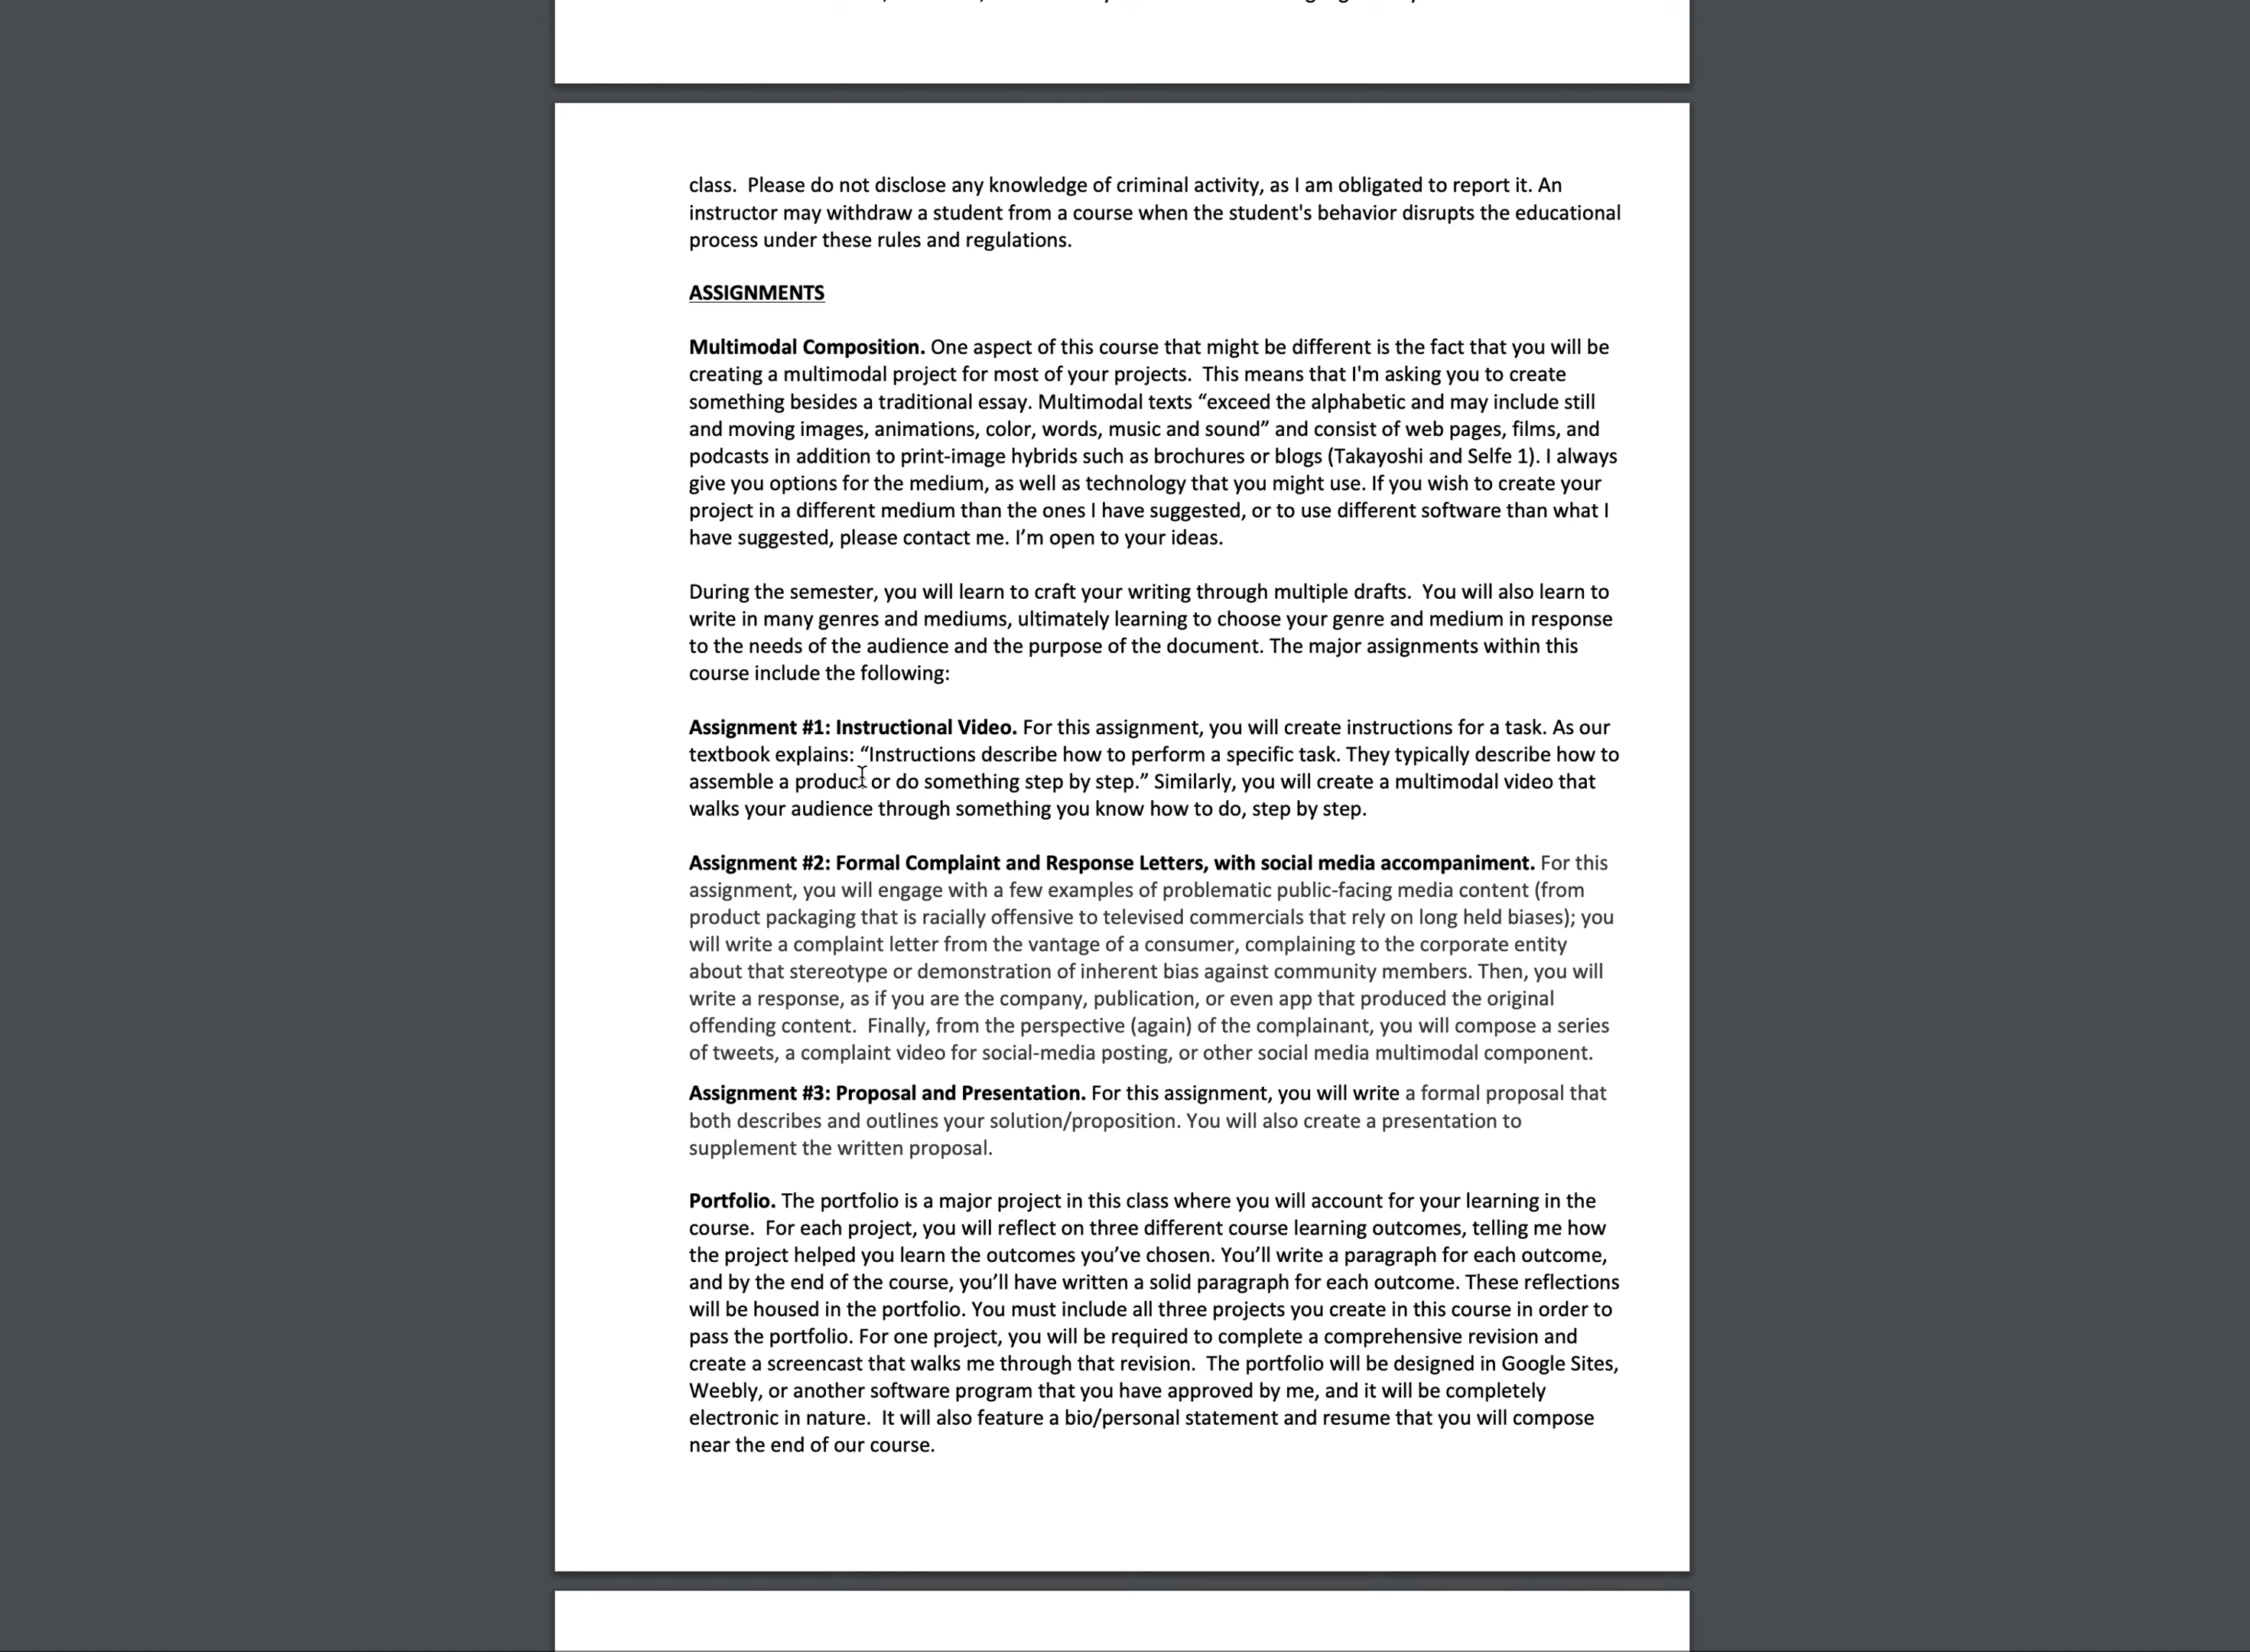 class.  Please do not disclose any knowledge of criminal activity, as I am obligated to report it. An
instructor may withdraw a student from a course when the student's behavior disrupts the educational
process under these rules and regulations.
ASSIGNMENTS
Multimodal Composition. One aspect of this course that might be different is the fact that you will be
creating a multimodal project for most of your projects.  This means that I'm asking you to create
something besides a traditional essay. Multimodal texts “exceed the alphabetic and may include still
and moving images, animations, color, words, music and sound” and consist of web pages, films, and
podcasts in addition to print-image hybrids such as brochures or blogs (Takayoshi and Selfe 1). I always
give you options for the medium, as well as technology that you might use. If you wish to create your
project in a different medium than the ones I have suggested, or to use different software than what I
have suggested, please contact me. I’m open to your ideas.
During the semester, you will learn to craft your writing through multiple drafts.  You will also learn to
write in many genres and mediums, ultimately learning to choose your genre and medium in response
to the needs of the audience and the purpose of the document. The major assignments within this
course include the following:
Assignment #1: Instructional Video. For this assignment, you will create instructions for a task. As our
textbook explains: “Instructions describe how to perform a specific task. They typically describe how to
assemble a product or do something step by step.” Similarly, you will create a multimodal video that
walks your audience through something you know how to do, step by step.
Assignment #2: Formal Complaint and Response Letters, with social media accompaniment. For this
assignment, you will engage with a few examples of problematic public-facing media content (from
product packaging that is racially offensive to televised commercials that rely on long held biases); you
will write a complaint letter from the vantage of a consumer, complaining to the corporate entity
about that stereotype or demonstration of inherent bias against community members. Then, you will
write a response, as if you are the company, publication, or even app that produced the original
offending content.  Finally, from the perspective (again) of the complainant, you will compose a series
of tweets, a complaint video for social-media posting, or other social media multimodal component.
Assignment #3: Proposal and Presentation. For this assignment, you will write a formal proposal that
both describes and outlines your solution/proposition. You will also create a presentation to
supplement the written proposal.
Portfolio. The portfolio is a major project in this class where you will account for your learning in the
course.  For each project, you will reflect on three different course learning outcomes, telling me how
the project helped you learn the outcomes you’ve chosen. You’ll write a paragraph for each outcome,
and by the end of the course, you’ll have written a solid paragraph for each outcome. These reflections
will be housed in the portfolio. You must include all three projects you create in this course in order to
pass the portfolio. For one project, you will be required to complete a comprehensive revision and
create a screencast that walks me through that revision.  The portfolio will be designed in Google Sites,
Weebly, or another software program that you have approved by me, and it will be completely
electronic in nature.  It will also feature a bio/personal statement and resume that you will compose
near the end of our course.